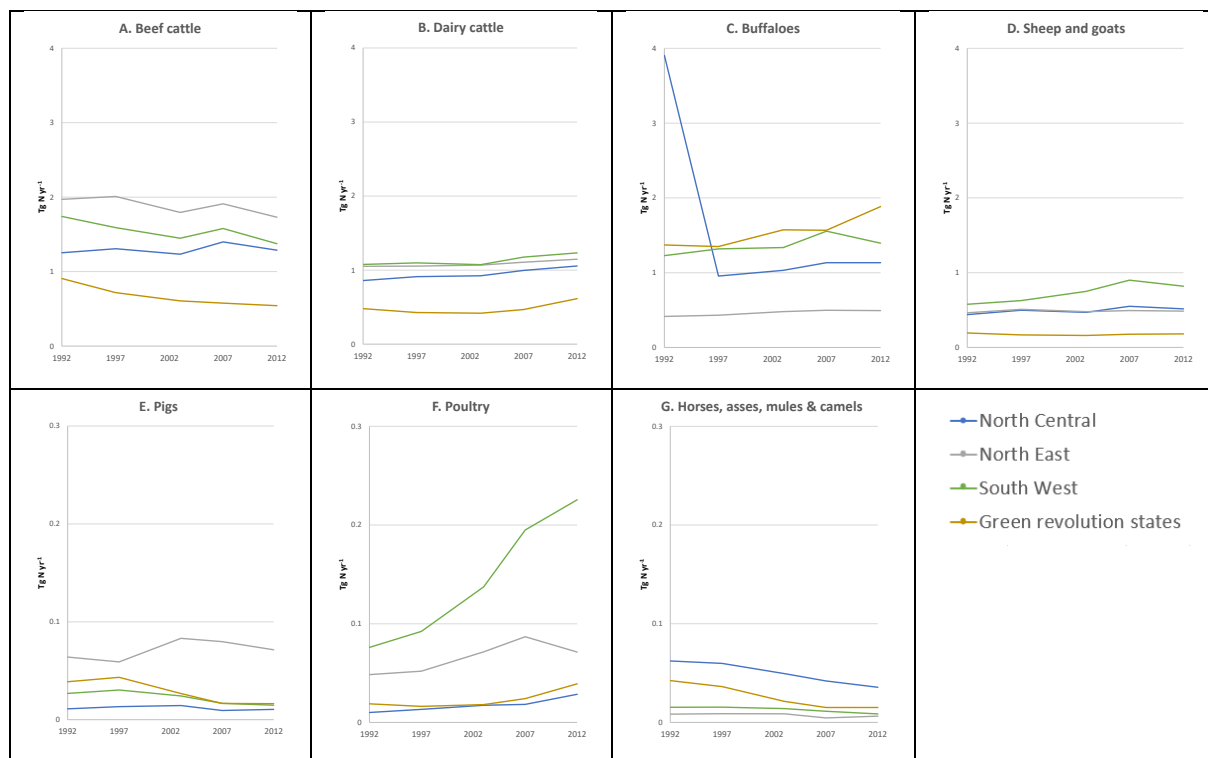 A. Beef cattle
4
3
2
1
0
Tg N yr⁻¹
1992 1997 2002 2007 2012
B. Dairy cattle
4
3
2
1
0
Tg N yr⁻¹
1992 1997 2002 2007 2012
C. Buffaloes
4
3
2
1
0
Tg N yr⁻¹
1992 1997 2002 2007 2012
D. Sheep and goats
4
3
2
1
0
Tg N yr⁻¹
1992 1997 2002 2007 2012
E. Pigs
0.3
0.2
0.1
0
Tg N yr⁻¹
1992 1997 2002 2007 2012
F. Poultry
0.3
0.2
0.1
0
Tg N yr⁻¹
1992 1997 2002 2007 2012
G. Horses, asses, mules & camels
0.3
0.2
0.1
0
Tg N yr⁻¹
1992 1997 2002 2007 2012
North Central
North East
South West
Green revolution states